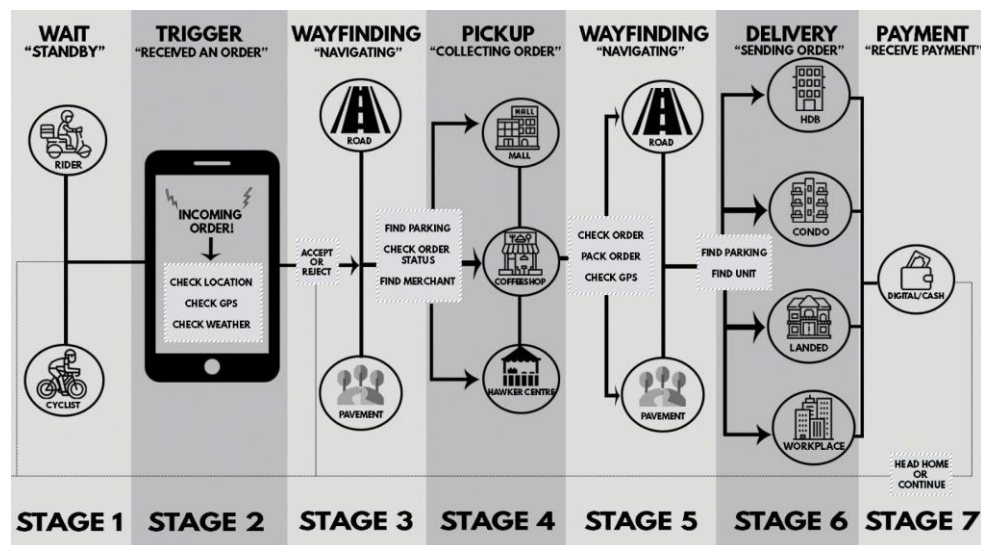 WAIT
"STANDBY"
RIDER
CYCLIST
STAGE 1
TRIGGER
"RECEIVED AN ORDER"
INCOMING
ORDER!
CHECK LOCATION
CHECK GPS
CHECK WEATHER
STAGE 2
ACCEPT
OR
REJECT
WAYFINDING
"NAVIGATING"
ROAD
PAVEMENT
STAGE 3
FIND PARKING
CHECK ORDER
STATUS
FIND MERCHANT
PICKUP
"COLLECTING ORDER"
MALL
MALL
COFFEESHOP
HAWKER CENTRE
STAGE 4
WAYFINDING
"NAVIGATING"
CHECK ORDER
PACK ORDER
CHECK GPS
ROAD
PAVEMENT
STAGE 5
DELIVERY
"SENDING ORDER"
FIND PARKING
FIND UNIT
HDB
CONDO
LANDED
WORKPLACE
STAGE 6
PAYMENT
"RECEIVE PAYMENT"
DIGITAL/CASH
HEAD HOME
OR
CONTINUE
STAGE 7